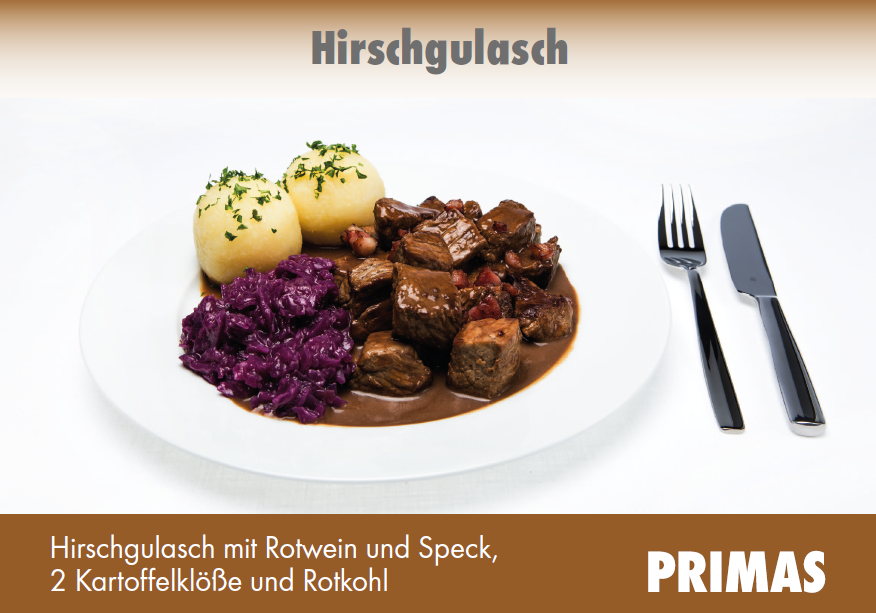 Hirschgulasch
Hirschgulasch mit Rotwein und Speck,
2 Kartoffelklöße und Rotkohl
PRIMAS